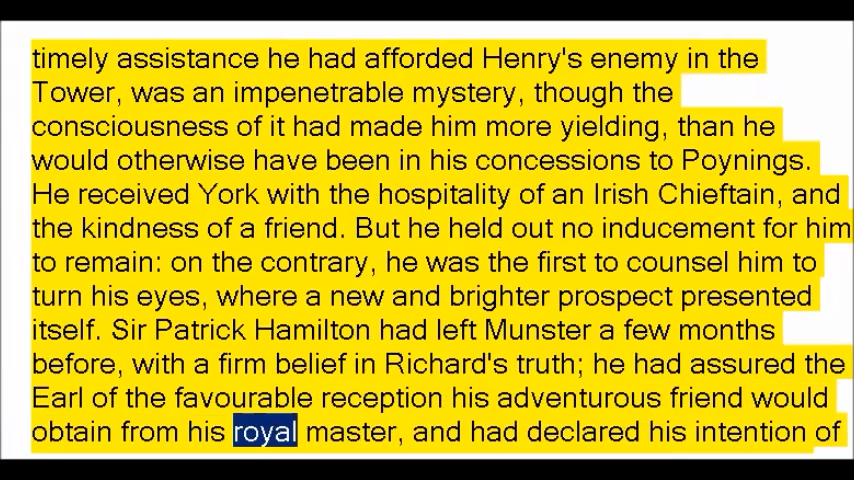 timely assistance he had afforded Henry's enemy in the
Tower, was an impenetrable mystery, though the
consciousness of it had made him more yielding, than he
would otherwise have been in his concessions to Poynings.
He received York with the hospitality of an Irish Chieftain, and
the kindness of a friend. But he held out no inducement for him
to remain: on the contrary, he was the first to counsel him to
turn his eyes, where a new and brighter prospect presented
itself. Sir Patrick Hamilton had left Munster a few months
before, with a firm belief in Richard's truth; he had assured the
Earl of the favourable reception his adventurous friend would
obtain from his royal master, and had declared his intention of